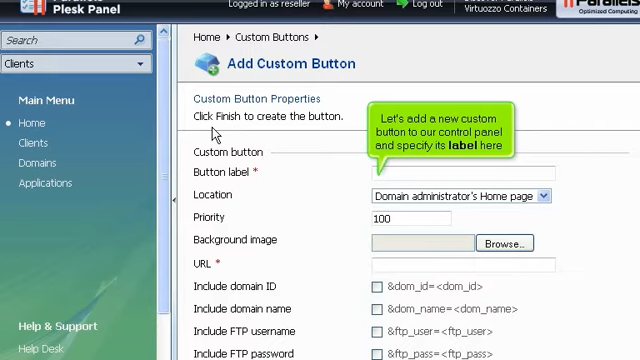 Plesk Panel
Logged in as reseller
My account
Log out
Virtuozzo Containers
Parallels
Optimized Computing
Search
Clients
Main Menu
Home
Clients
Domains
Applications
Help & Support
Help Desk
Home › Custom Buttons ›
Add Custom Button
Custom Button Properties
Click Finish to create the button.
Let's add a new custom
button to our control panel
and specify its label here
Custom button
Button label *
Location Domain administrator's Home page
Priority 100
Background image Browse...
URL *
Include domain ID &dom_id=<dom_id>
Include domain name &dom_name=<dom_name>
Include FTP username &ftp_user=<ftp_user>
Include FTP password &ftp_pass=<ftp_pass>